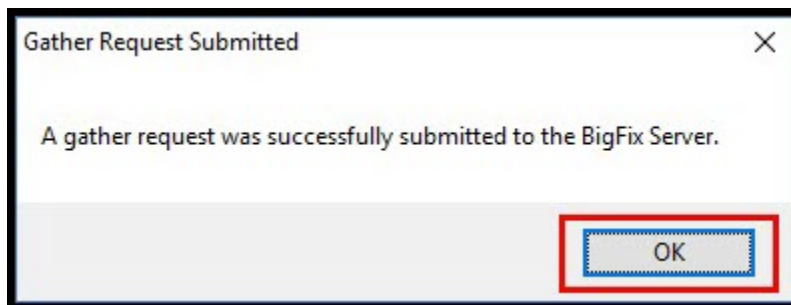 Gather Request Submitted
A gather request was successfully submitted to the BigFix Server.
OK